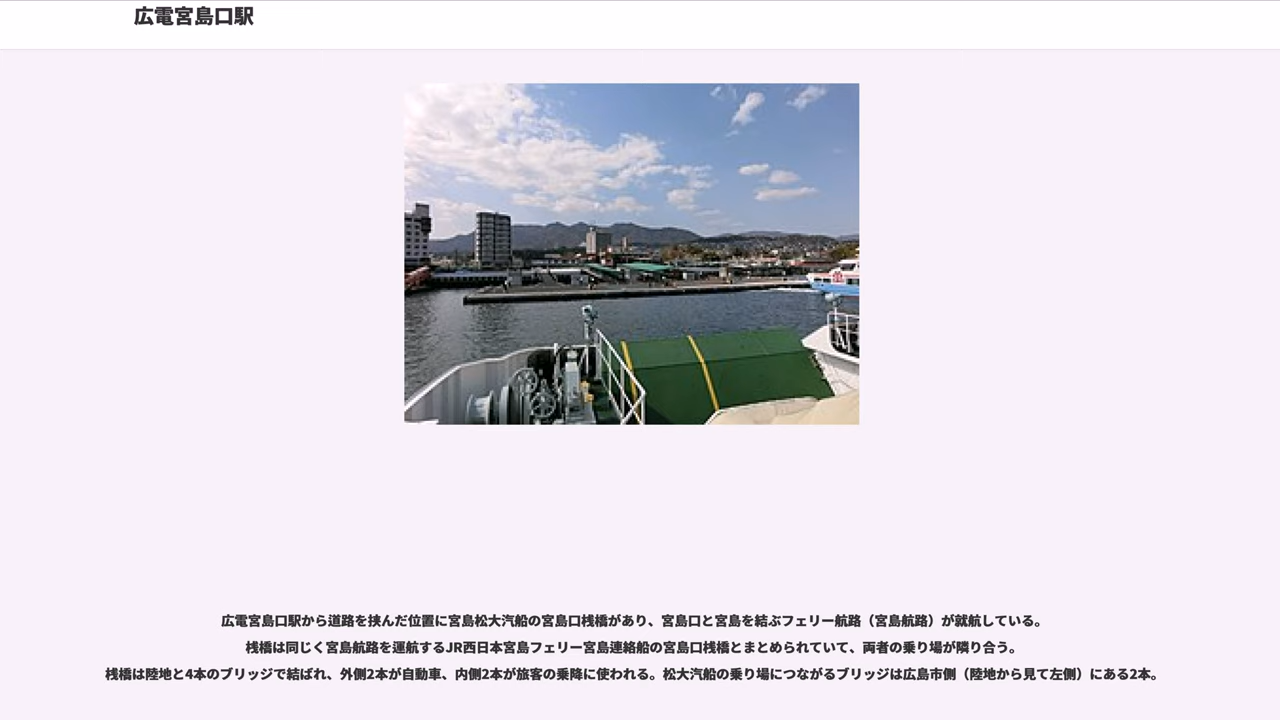 広電宮島口駅
広電宮島口駅から道路を挟んだ位置に宮島松大汽船の宮島口桟橋があり、宮島口と宮島を結ぶフェリー航路（宮島航路）が就航している。
桟橋は同じく宮島航路を運航するJR西日本宮島フェリー宮島連絡船の宮島口桟橋とまとめられていて、両者の乗り場が隣り合う。
桟橋は陸地と4本のブリッジで結ばれ、外側2本が自動車、内側2本が旅客の乗降に使われる。松大汽船の乗り場につながるブリッジは広島市側（陸地から見て左側）にある2本。